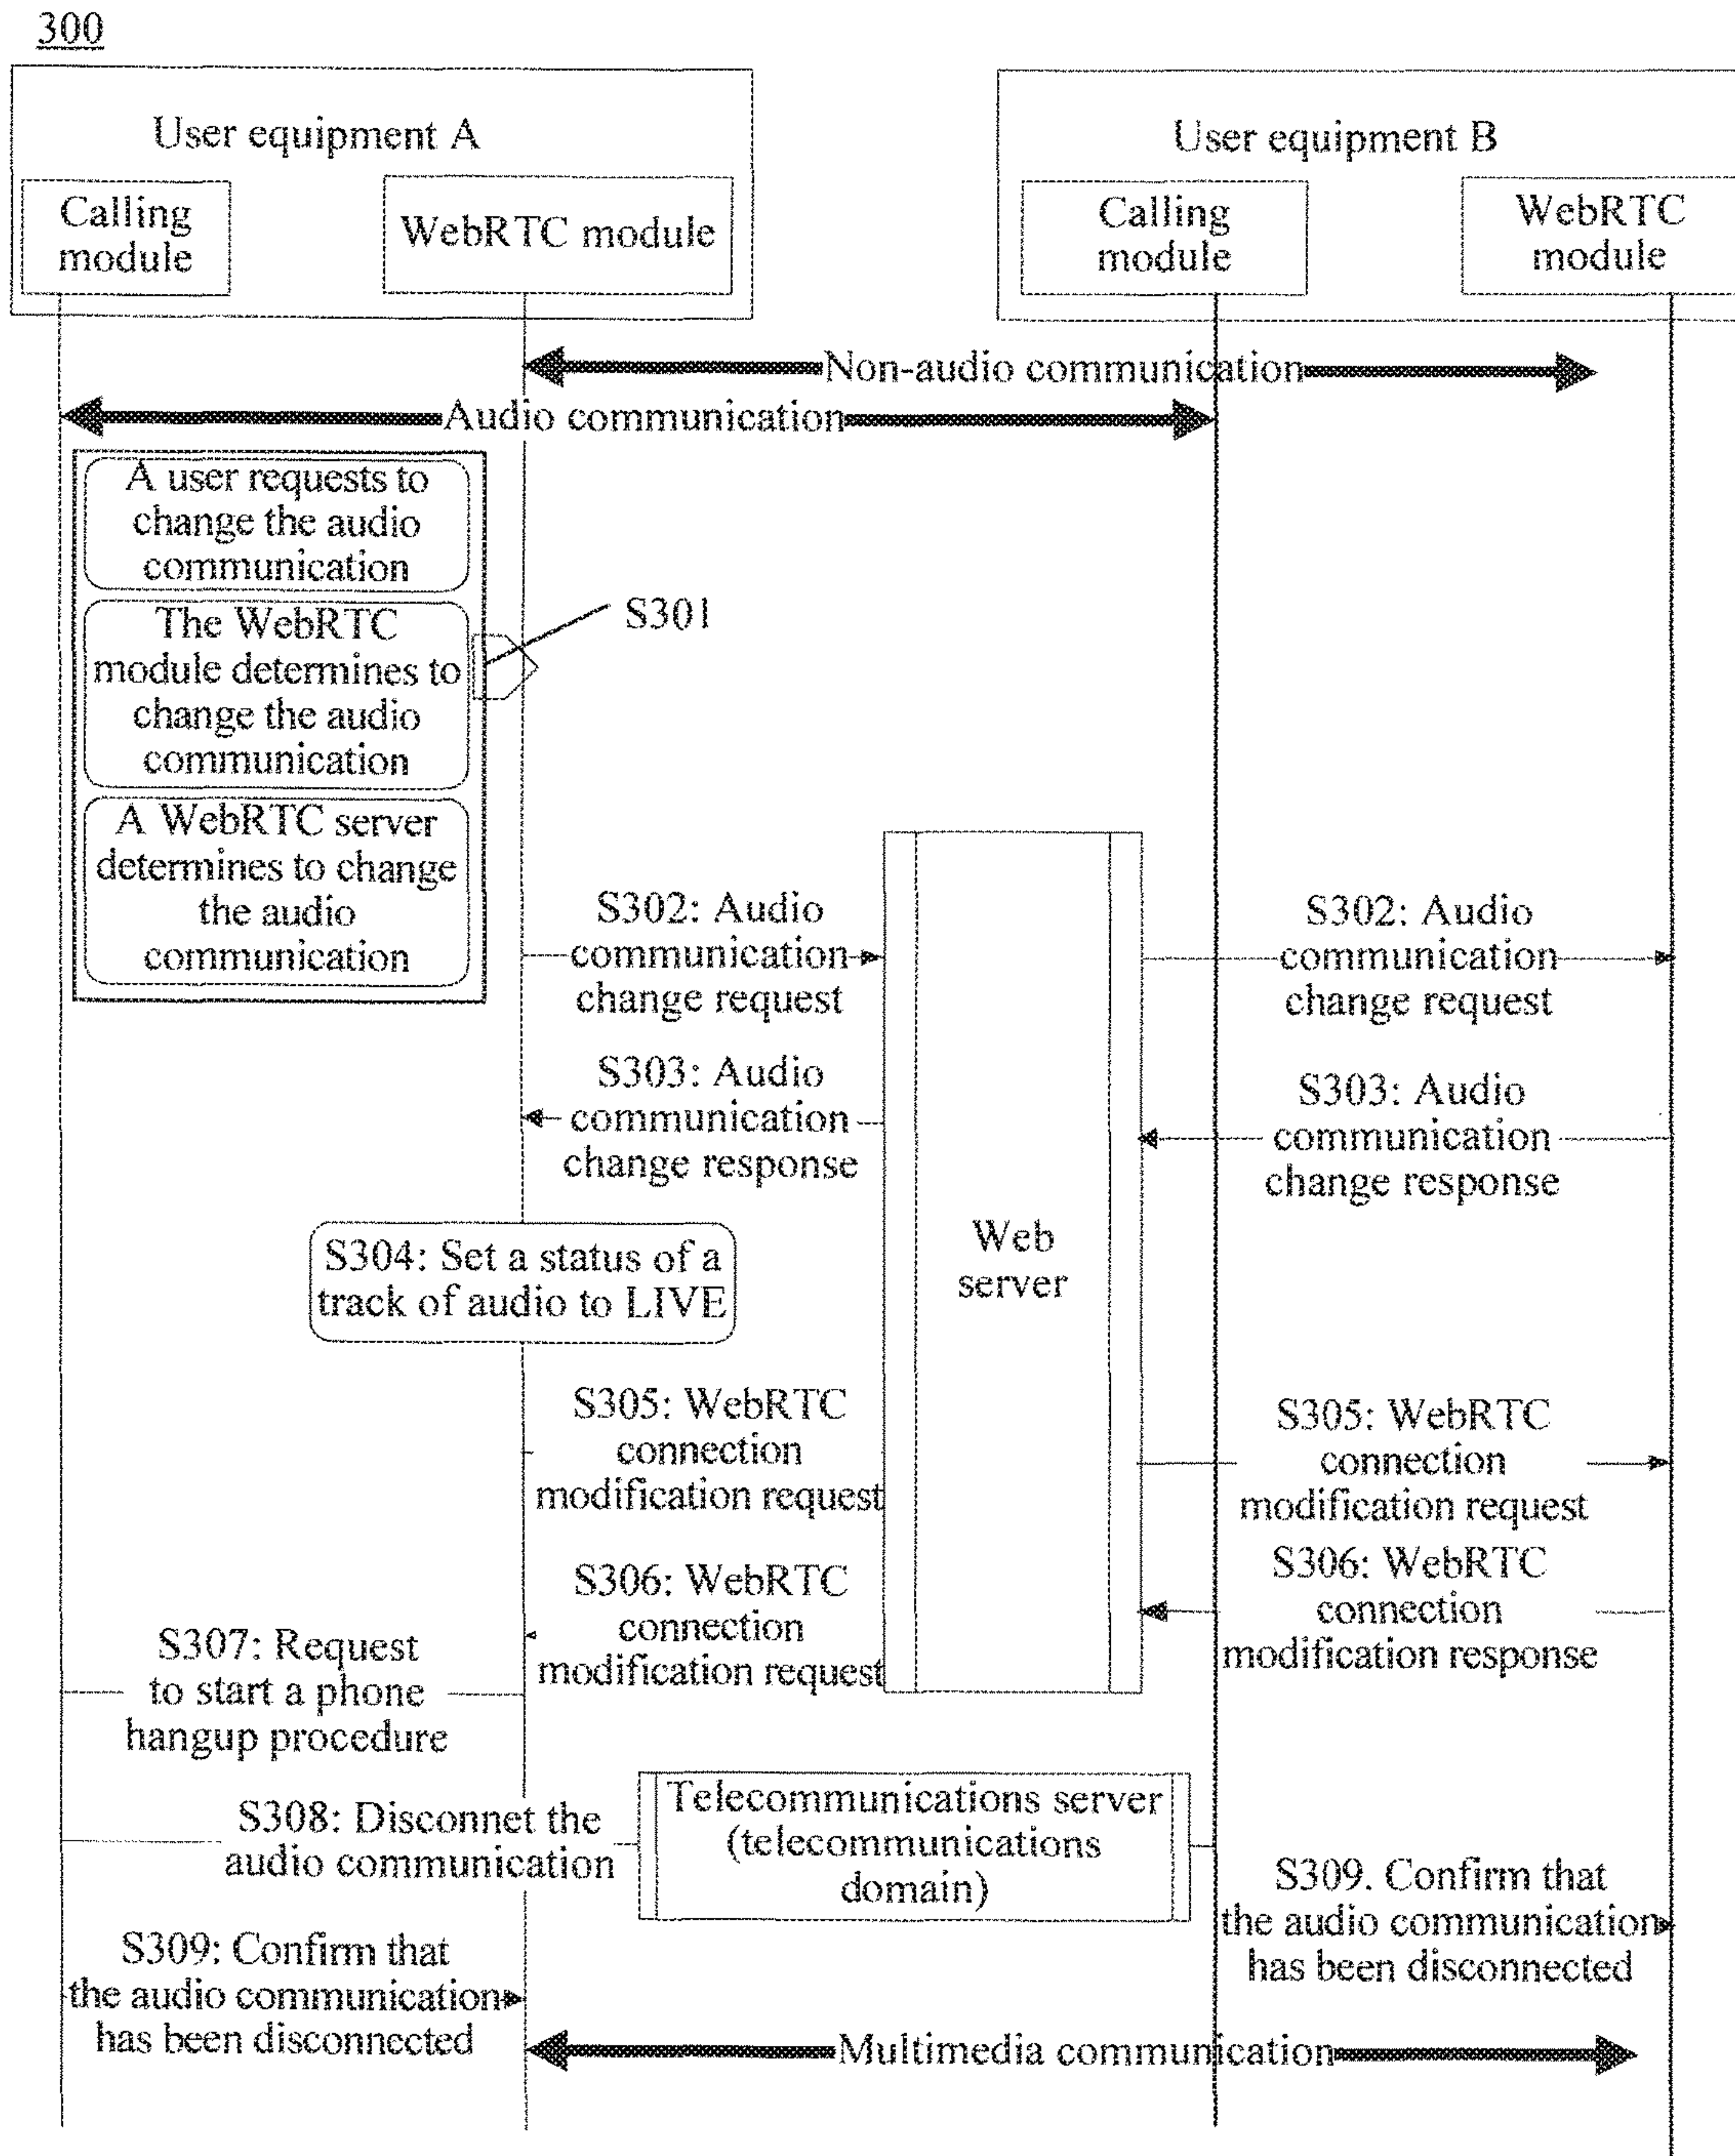 300
User equipment A
User equipment B
Calling
module
WebRTC module
Calling
module
WebRTC
module
Non-audio communication
Audio communication
A user requests to
change the audio
communication
The WebRTC
module determines to
change the audio
communication
S301
A WebRTC server
determines to change
the audio
communication
S302: Audio
communication
change request
S302: Audio
communication
change request
S303: Audio
communication
change response
S303: Audio
communication
change response
Web
server
S304: Set a status of a
track of audio to LIVE
S305: WebRTC
connection
modification request
S305: WebRTC
connection
modification request
S306: WebRTC
connection
modification request
S306: WebRTC
connection
modification response
S307: Request
to start a phone
hangup procedure
S308: Disconnet the
audio communication
Telecommunications server
(telecommunications
domain)
S309. Confirm that
the audio communication
has been disconnected
S309: Confirm that
the audio communication
has been disconnected
Multimedia communication